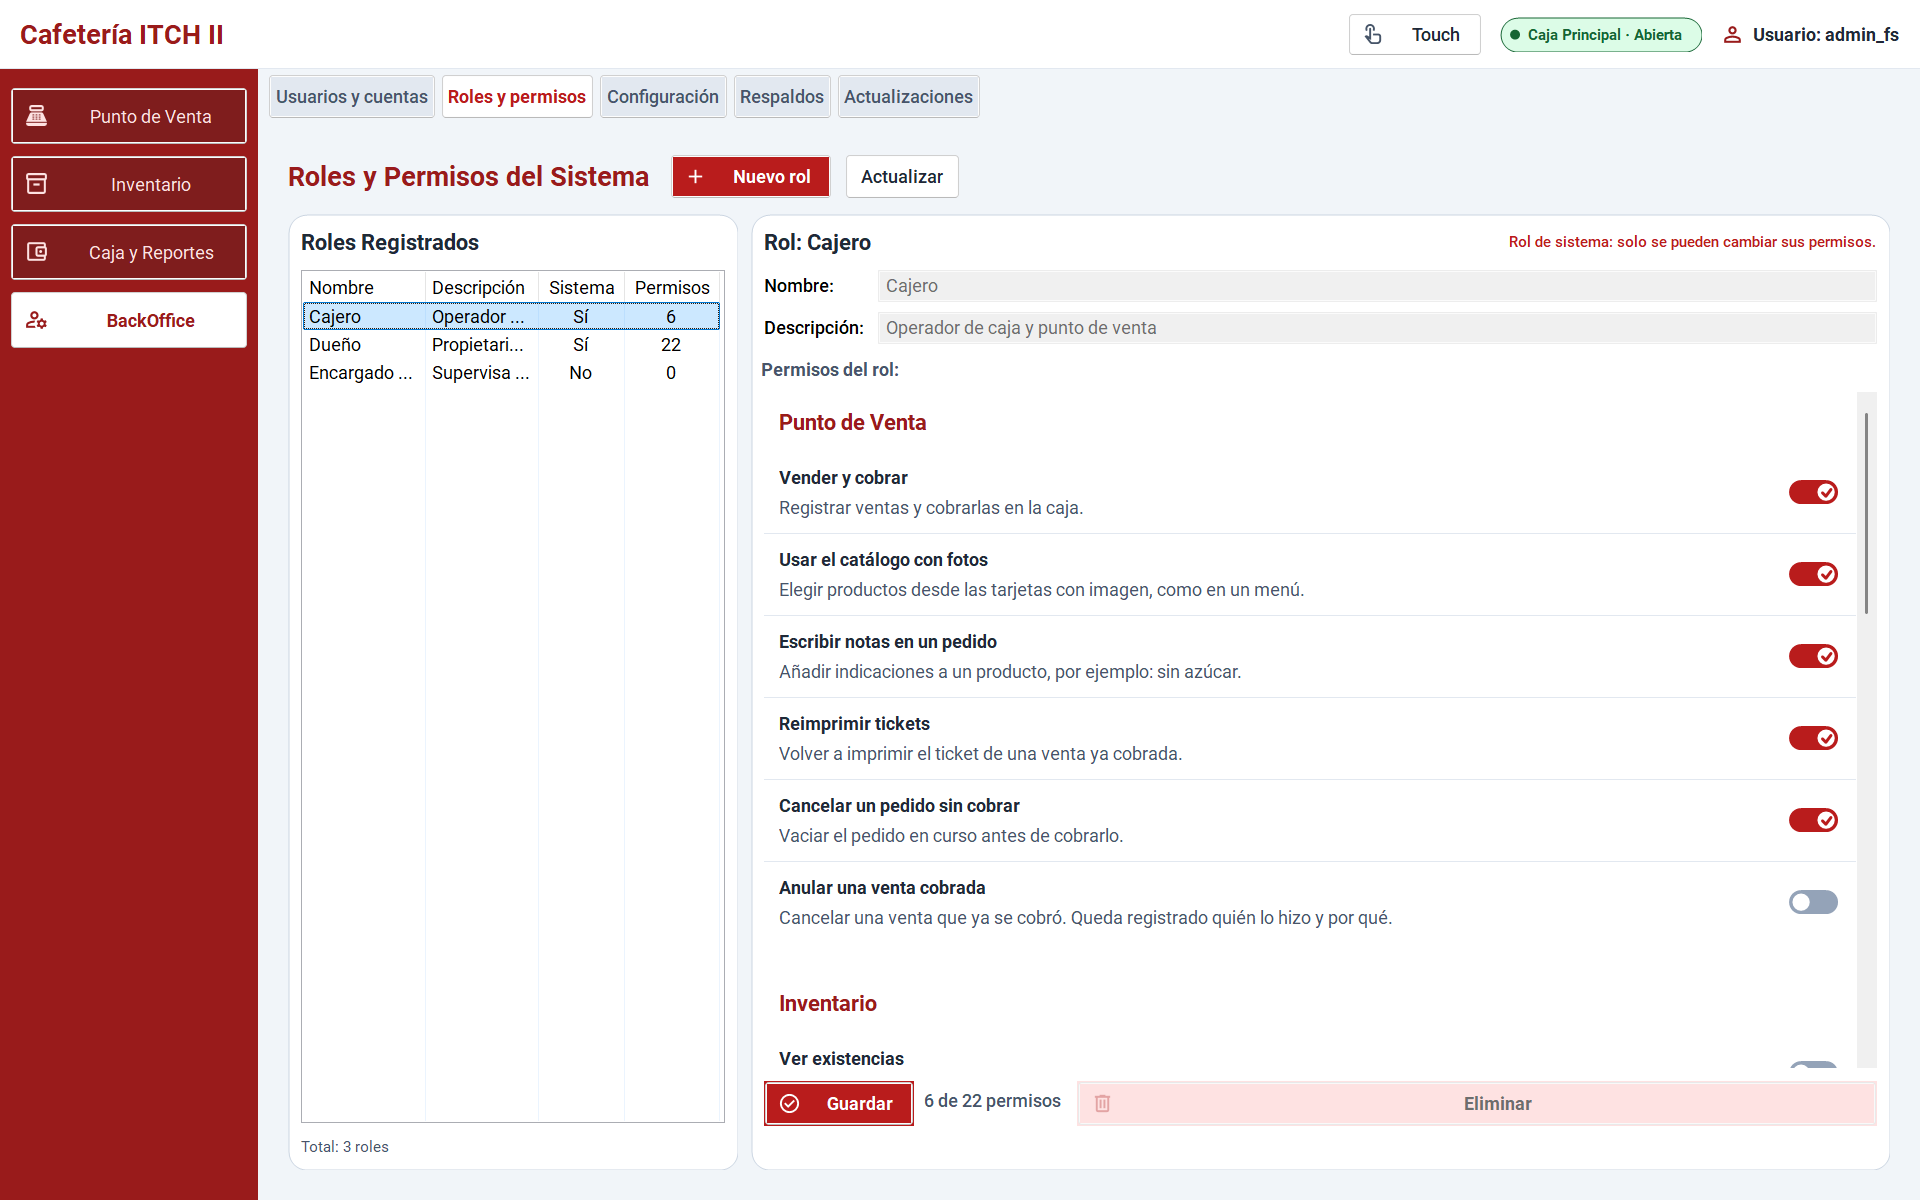 Cafetería ITCH II
Touch
Caja Principal · Abierta
Usuario: admin_fs
Punto de Venta
Inventario
Caja y Reportes
BackOffice
Usuarios y cuentas
Roles y permisos
Configuración
Respaldos
Actualizaciones
Roles y Permisos del Sistema
+ Nuevo rol
Actualizar
Roles Registrados
Nombre Descripción Sistema Permisos
Cajero Operador ... Sí 6
Dueño Propietari... Sí 22
Encargado ... Supervisa ... No 0
Total: 3 roles
Rol: Cajero
Rol de sistema: solo se pueden cambiar sus permisos.
Nombre: Cajero
Descripción: Operador de caja y punto de venta
Permisos del rol:
Punto de Venta
Vender y cobrar
Registrar ventas y cobrarlas en la caja.
Usar el catálogo con fotos
Elegir productos desde las tarjetas con imagen, como en un menú.
Escribir notas en un pedido
Añadir indicaciones a un producto, por ejemplo: sin azúcar.
Reimprimir tickets
Volver a imprimir el ticket de una venta ya cobrada.
Cancelar un pedido sin cobrar
Vaciar el pedido en curso antes de cobrarlo.
Anular una venta cobrada
Cancelar una venta que ya se cobró. Queda registrado quién lo hizo y por qué.
Inventario
Ver existencias
Guardar
6 de 22 permisos
Eliminar